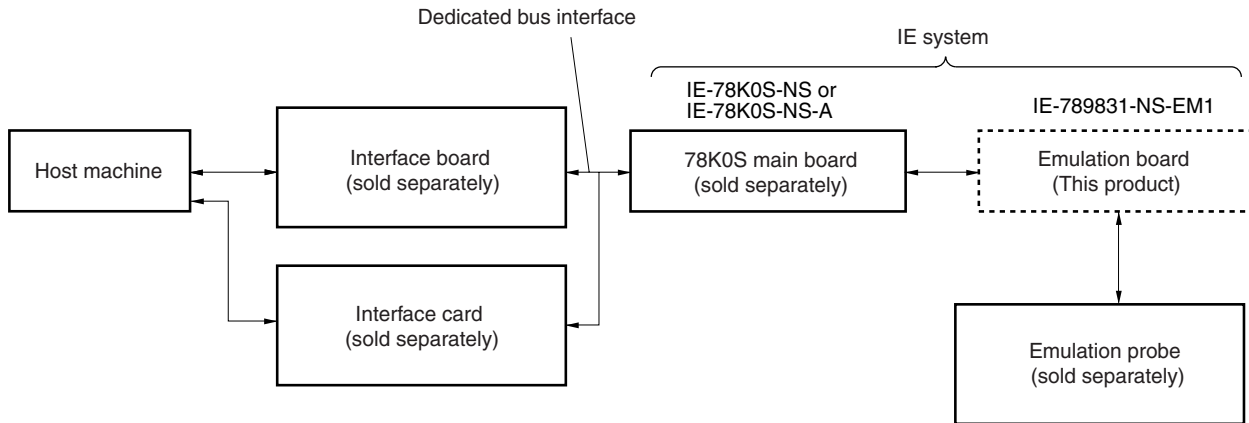 Dedicated bus interface
IE system
IE-78K0S-NS or
IE-78K0S-NS-A
IE-789831-NS-EM1
Host machine
Interface board
(sold separately)
78K0S main board
(sold separately)
Emulation board
(This product)
Interface card
(sold separately)
Emulation probe
(sold separately)